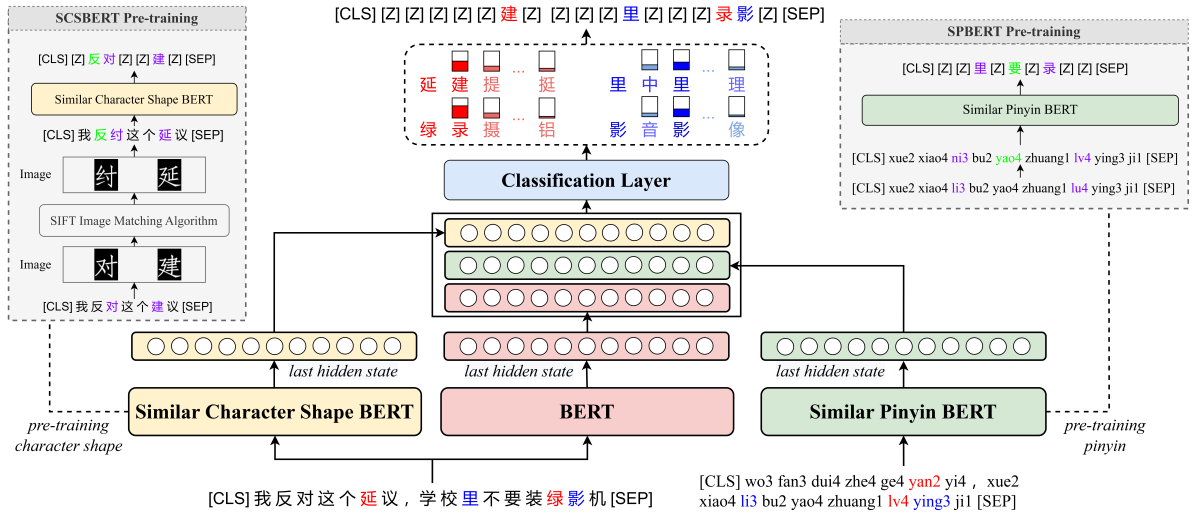 SCSBERT Pre-training
[CLS] [Z] 反 对 [Z] [Z] 建 [Z] [SEP]
Similar Character Shape BERT
[CLS] 我 反 纣 这 个 延 议 [SEP]
Image
纣 延
SIFT Image Matching Algorithm
Image
对 建
[CLS] 我 反 对 这 个 建 议 [SEP]
pre-training
character shape
[CLS] [Z] [Z] [Z] [Z] [Z] 建 [Z] [Z] [Z] [Z] 里 [Z] [Z] [Z] 录 影 [Z] [SEP]
延 建 提 ... 挺 里 中 里 ... 理
绿 录 摄 ... 铝 影 音 影 ... 像
Classification Layer
last hidden state
last hidden state
last hidden state
Similar Character Shape BERT
BERT
Similar Pinyin BERT
[CLS] 我 反 对 这 个 延 议 ，学 校 里 不 要 装 绿 影 机 [SEP]
[CLS] wo3 fan3 dui4 zhe4 ge4 yan2 yi4 ，xue2
xiao4 li3 bu2 yao4 zhuang1 lv4 ying3 ji1 [SEP]
SPBERT Pre-training
[CLS] [Z] [Z] 里 [Z] 要 [Z] 录 [Z] [Z] [SEP]
Similar Pinyin BERT
[CLS] xue2 xiao4 ni3 bu2 yao4 zhuang1 lv4 ying3 ji1 [SEP]
[CLS] xue2 xiao4 li3 bu2 yao4 zhuang1 lu4 ying3 ji1 [SEP]
pre-training
pinyin